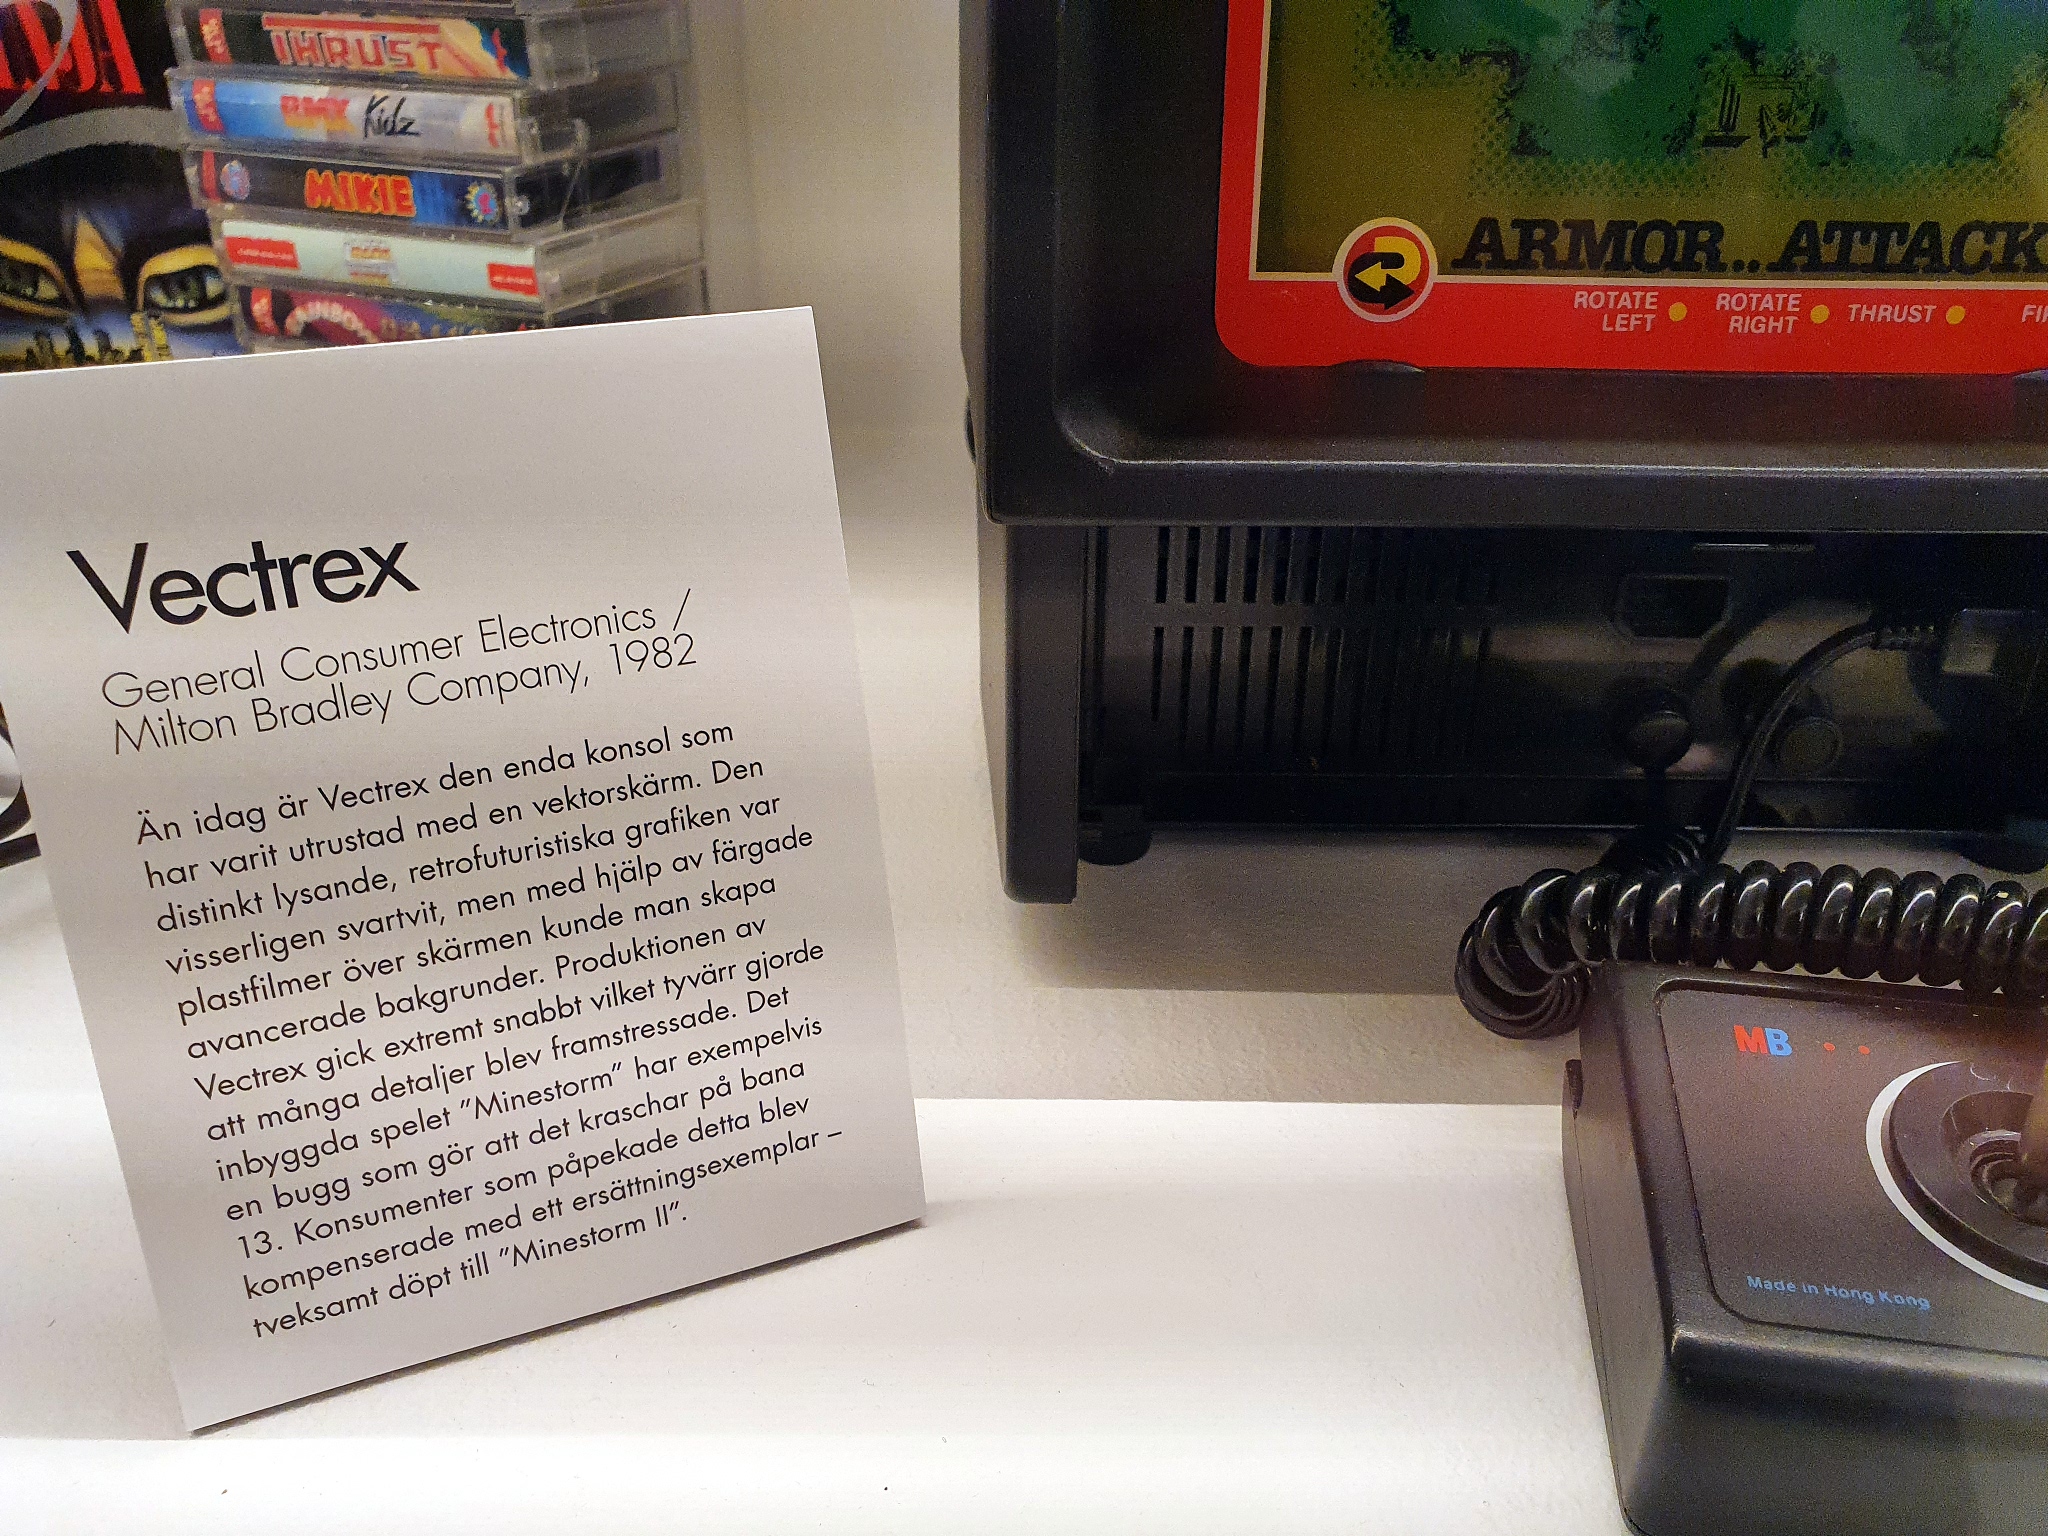 THRUST
BMX Kidz
MIKIE
RAINBOW
ARMOR..ATTACK
ROTATE LEFT
ROTATE RIGHT
THRUST
Vectrex
General Consumer Electronics /
Milton Bradley Company, 1982
Än idag är Vectrex den enda konsol som
har varit utrustad med en vektorskärm. Den
distinkt lysande, retrofuturistiska grafiken var
visserligen svartvit, men med hjälp av färgade
plastfilmer över skärmen kunde man skapa
avancerade bakgrunder. Produktionen av
Vectrex gick extremt snabbt vilket tyvärr gjorde
att många detaljer blev framstressade. Det
inbyggda spelet "Minestorm" har exempelvis
en bugg som gör att det kraschar på bana
13. Konsumenter som påpekade detta blev
kompenserade med ett ersättningsexemplar –
tveksamt döpt till "Minestorm II".
MB
Made in Hong Kong